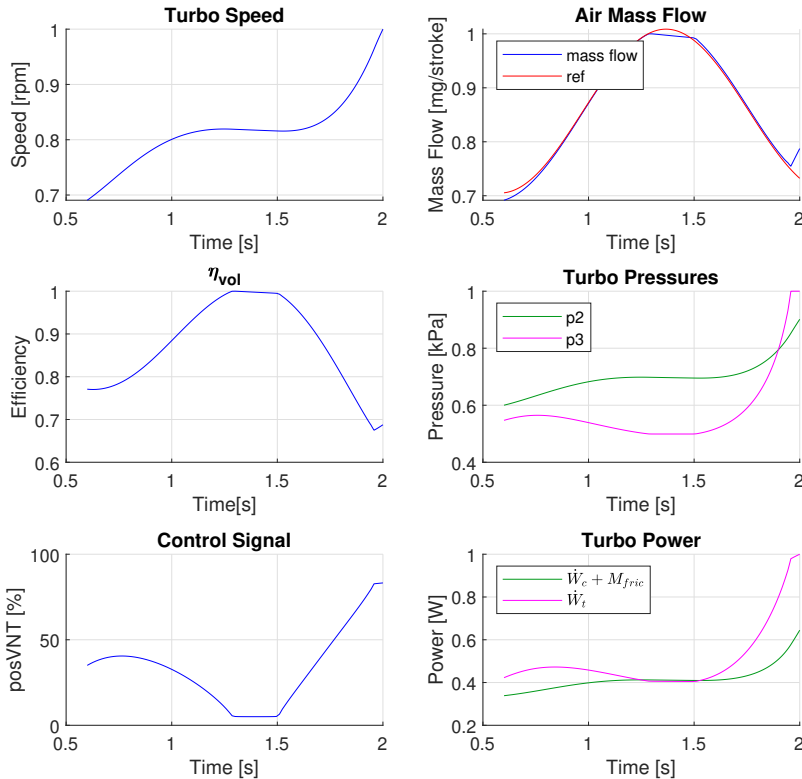 Turbo Speed
Speed [rpm]
1
0.9
0.8
0.7
0.5 1 1.5 2
Time [s]
Air Mass Flow
Mass Flow [mg/stroke]
1
0.9
0.8
0.7
mass flow
ref
0.5 1 1.5 2
Time [s]
η_vol
Efficiency
1
0.9
0.8
0.7
0.6
0.5 1 1.5 2
Time[s]
Turbo Pressures
Pressure [kPa]
1
0.8
0.6
0.4
p2
p3
0.5 1 1.5 2
Time [s]
Control Signal
posVNT [%]
100
50
0
0.5 1 1.5 2
Time [s]
Turbo Power
Power [W]
1
0.8
0.6
0.4
0.2
Ẇ_c + M_fric
Ẇ_t
0.5 1 1.5 2
Time [s]